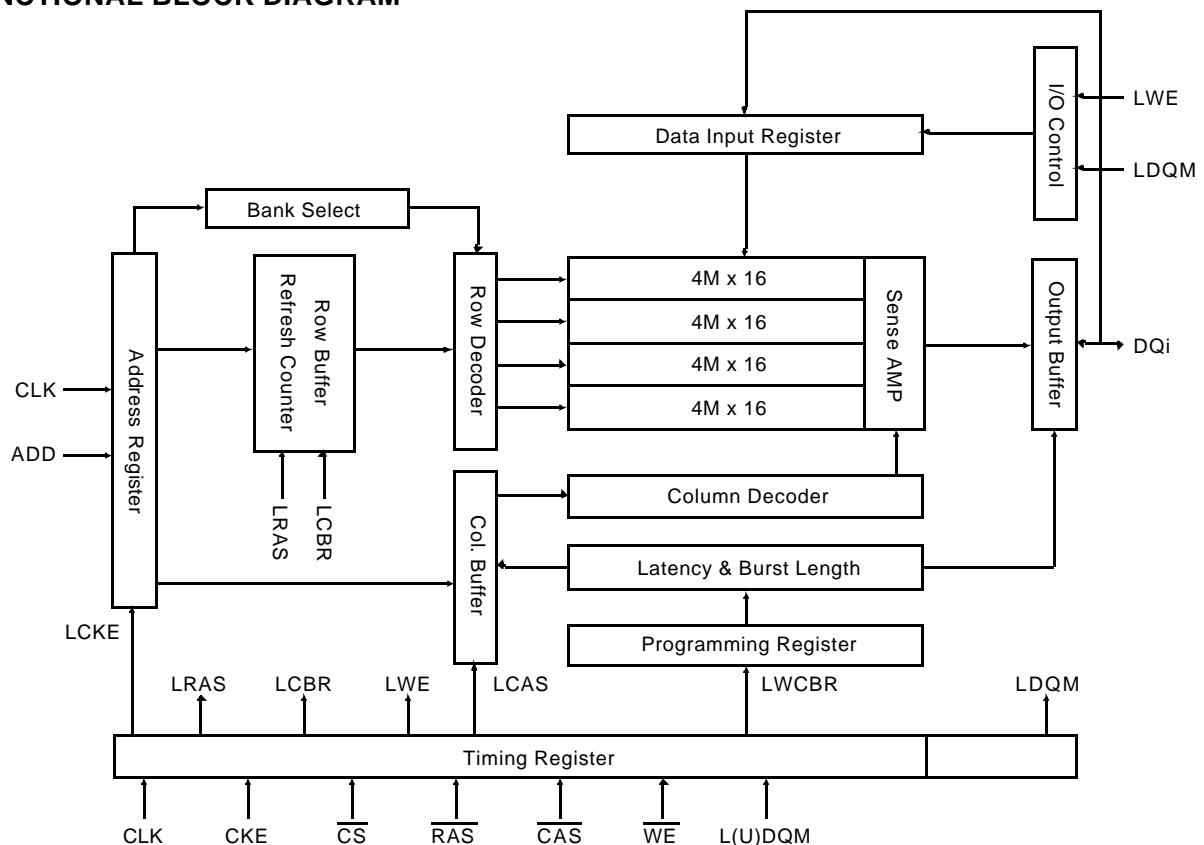 FUNCTIONAL BLOCK DIAGRAM
I/O Control
LWE
LDQM
Data Input Register
Bank Select
CLK
ADD
Address Register
Refresh Counter
Row Buffer
LRAS
LCBR
Row Decoder
4M x 16
4M x 16
4M x 16
4M x 16
Sense AMP
Output Buffer
DQi
Col. Buffer
Column Decoder
Latency & Burst Length
Programming Register
LCKE
LRAS
LCBR
LWE
LCAS
LWCBR
LDQM
Timing Register
CLK
CKE
CS
RAS
CAS
WE
L(U)DQM